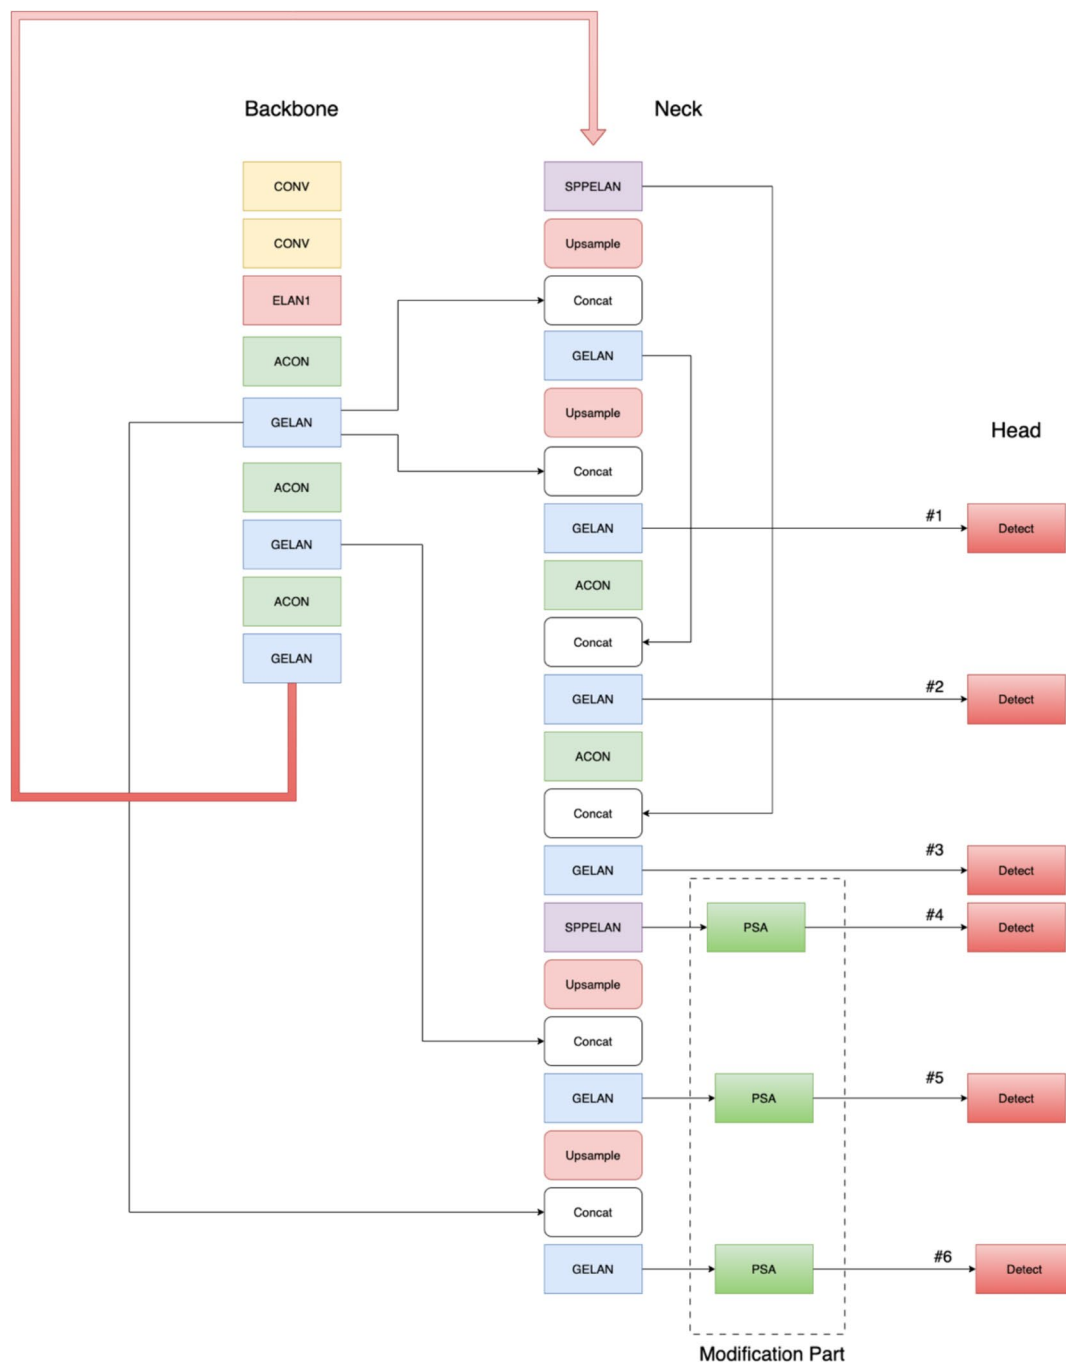 Backbone
CONV
CONV
ELAN1
ACON
GELAN
ACON
GELAN
ACON
GELAN
Neck
SPPELAN
Upsample
Concat
GELAN
Upsample
Concat
GELAN
ACON
Concat
GELAN
ACON
Concat
GELAN
SPPELAN
Upsample
Concat
GELAN
Upsample
Concat
GELAN
PSA
PSA
PSA
Modification Part
Head
#1
Detect
#2
Detect
#3
Detect
#4
Detect
#5
Detect
#6
Detect